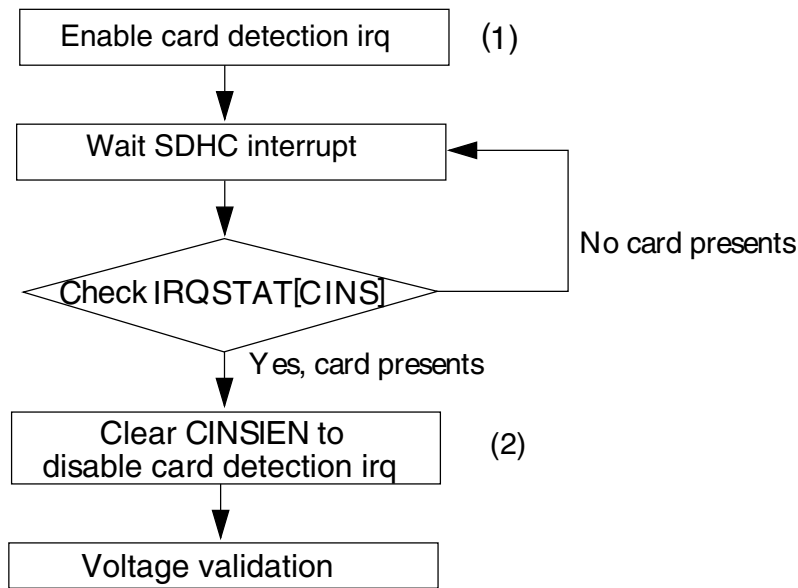 Enable card detection irq
(1)
Wait SDHC interrupt
No card presents
Check IRQSTAT[CINS]
Yes, card presents
Clear CINSIEN to
disable card detection irq
(2)
Voltage validation